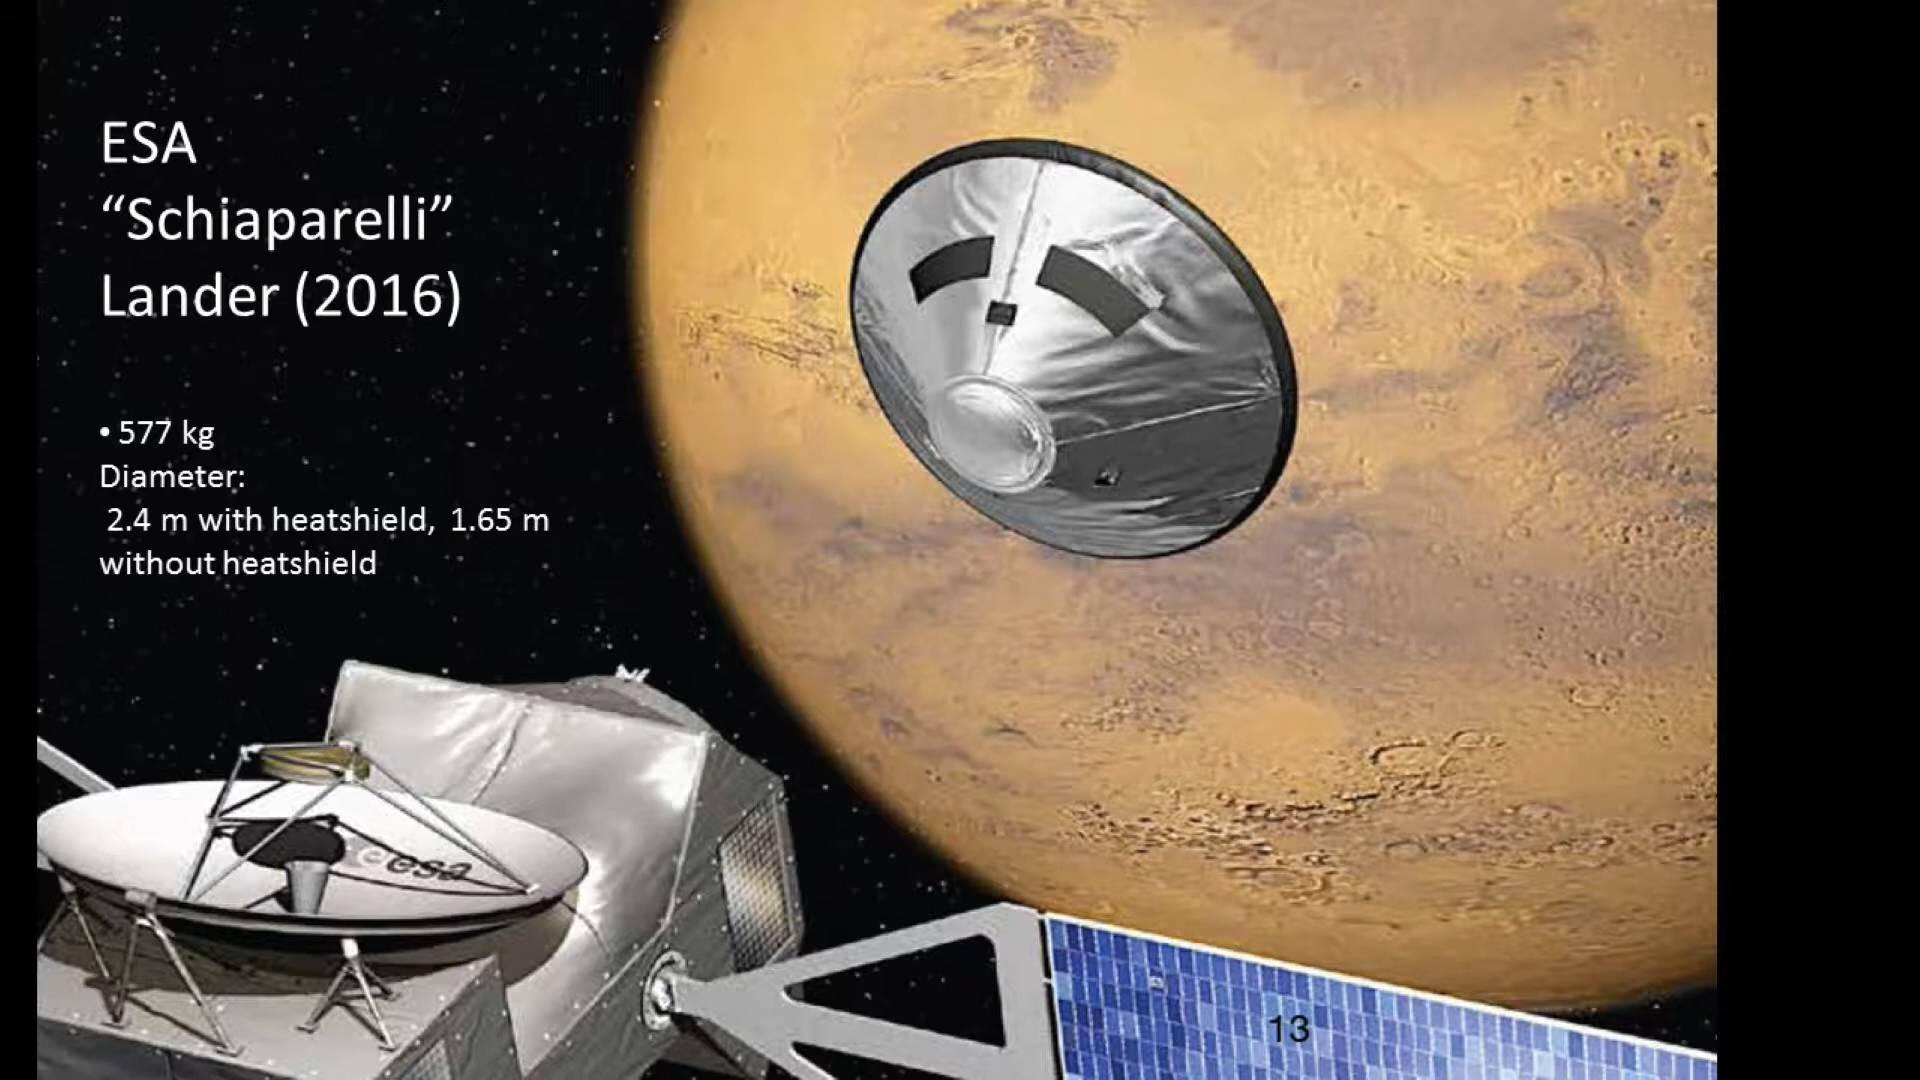 ESA
“Schiaparelli”
Lander (2016)
• 577 kg
Diameter:
2.4 m with heatshield, 1.65 m
without heatshield
esa
13